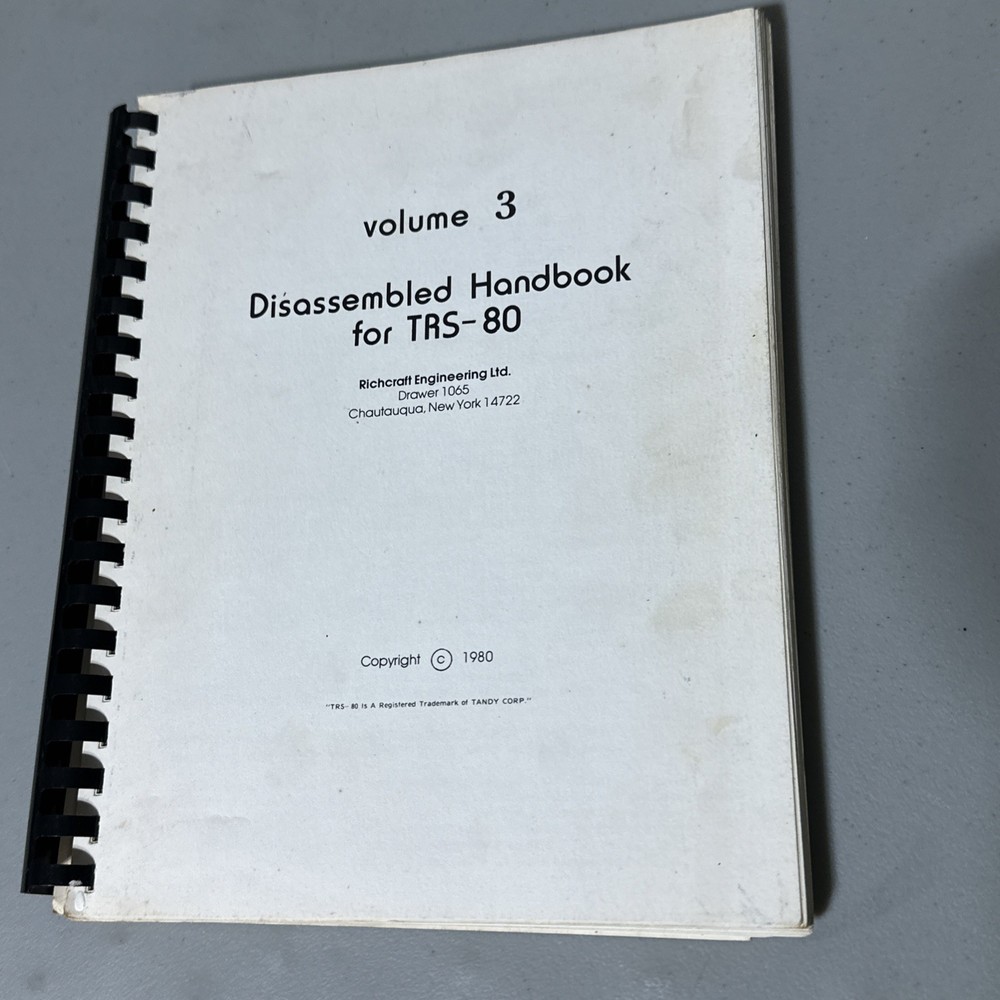 volume 3
Disassembled Handbook
for TRS-80
Richcraft Engineering Ltd.
Drawer 1065
Chautauqua, New York 14722
Copyright © 1980
"TRS-80 Is A Registered Trademark of TANDY CORP."